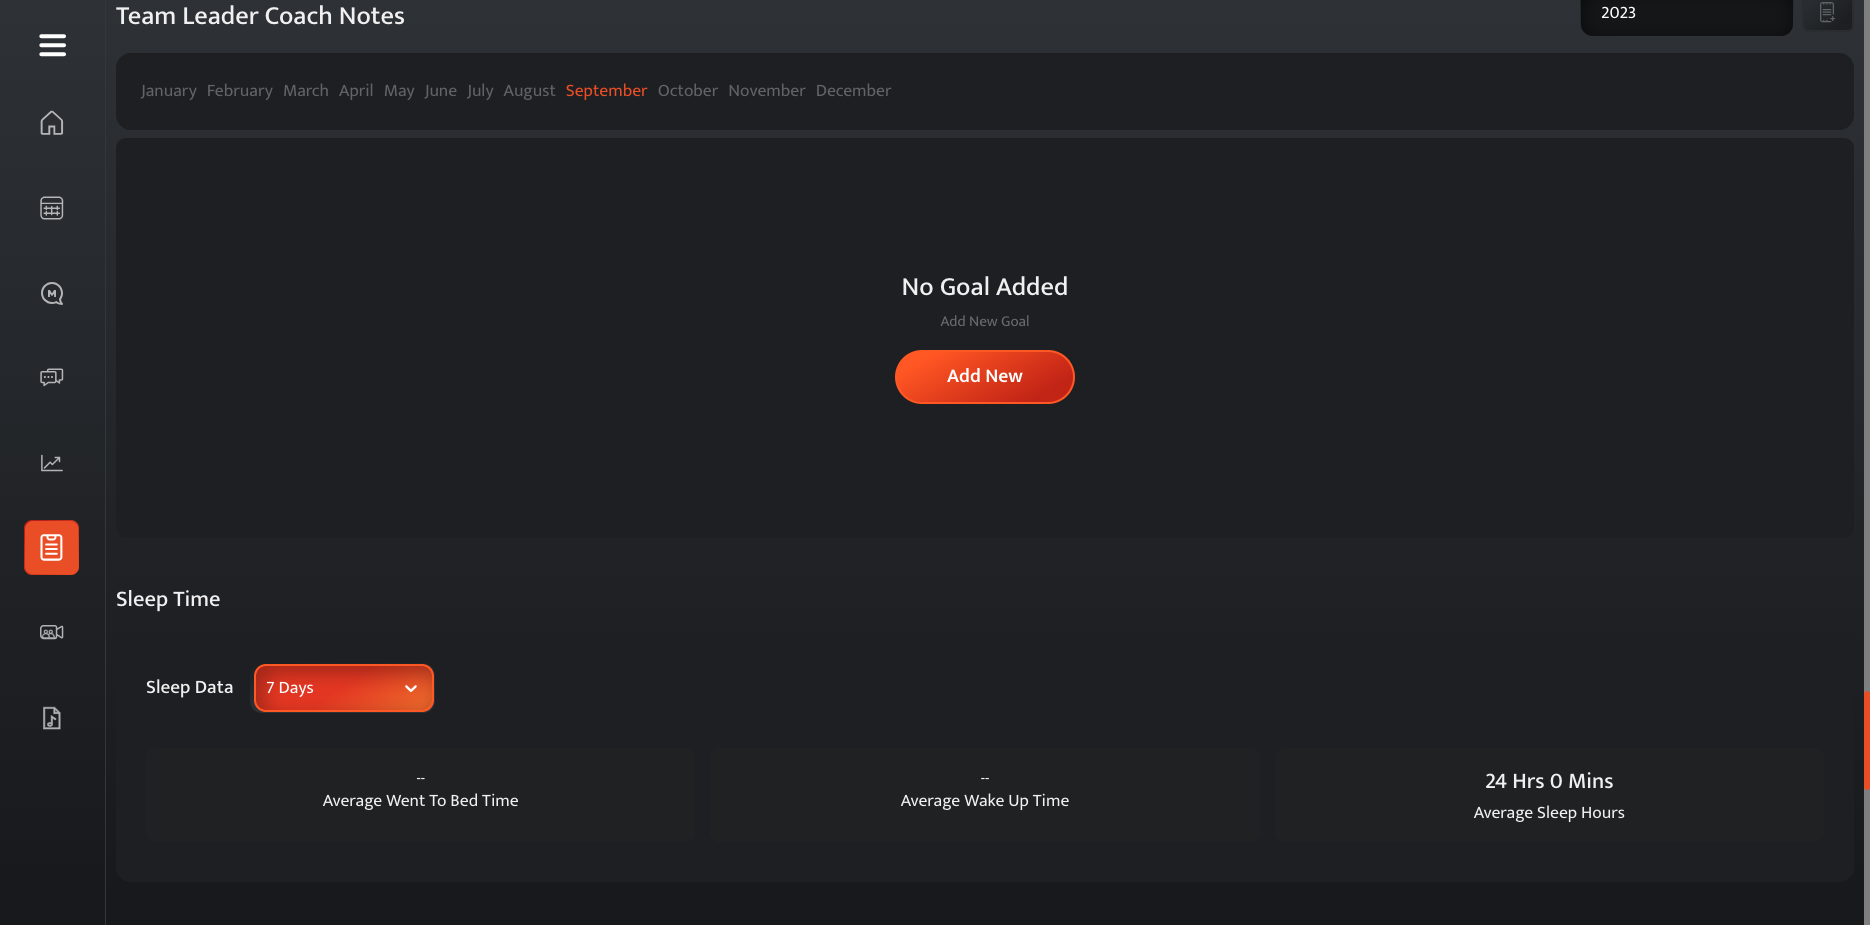 Team Leader Coach Notes
2023
January February March April May June July August September October November December
No Goal Added
Add New Goal
Add New
Sleep Time
Sleep Data
7 Days
--
Average Went To Bed Time
--
Average Wake Up Time
24 Hrs 0 Mins
Average Sleep Hours